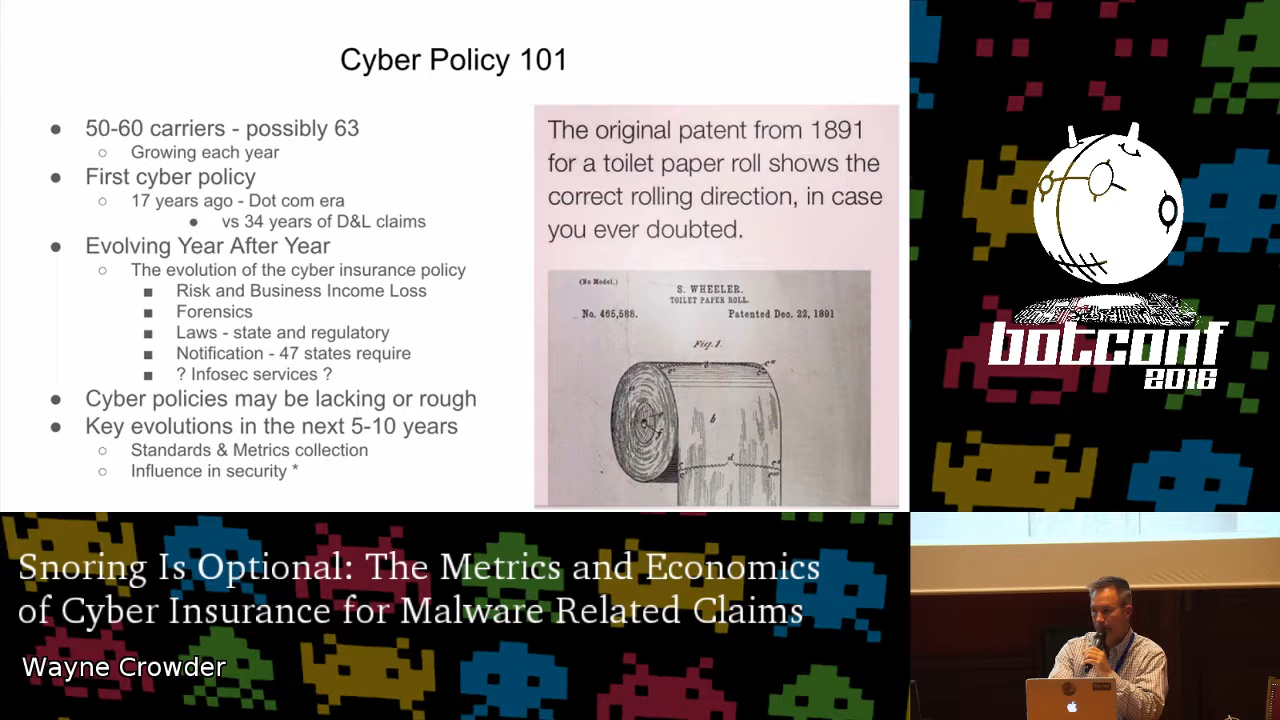 Cyber Policy 101
● 50-60 carriers - possibly 63
○ Growing each year
● First cyber policy
○ 17 years ago - Dot com era
● vs 34 years of D&L claims
● Evolving Year After Year
○ The evolution of the cyber insurance policy
■ Risk and Business Income Loss
■ Forensics
■ Laws - state and regulatory
■ Notification - 47 states require
■ ? Infosec services ?
● Cyber policies may be lacking or rough
● Key evolutions in the next 5-10 years
○ Standards & Metrics collection
○ Influence in security *
The original patent from 1891
for a toilet paper roll shows the
correct rolling direction, in case
you ever doubted.
(No Model.)
S. WHEELER.
TOILET PAPER ROLL.
No. 465,588.
Patented Dec. 22, 1891
Fig. 1.
b
d
botconf
2016
Snoring Is Optional: The Metrics and Economics
of Cyber Insurance for Malware Related Claims
Wayne Crowder